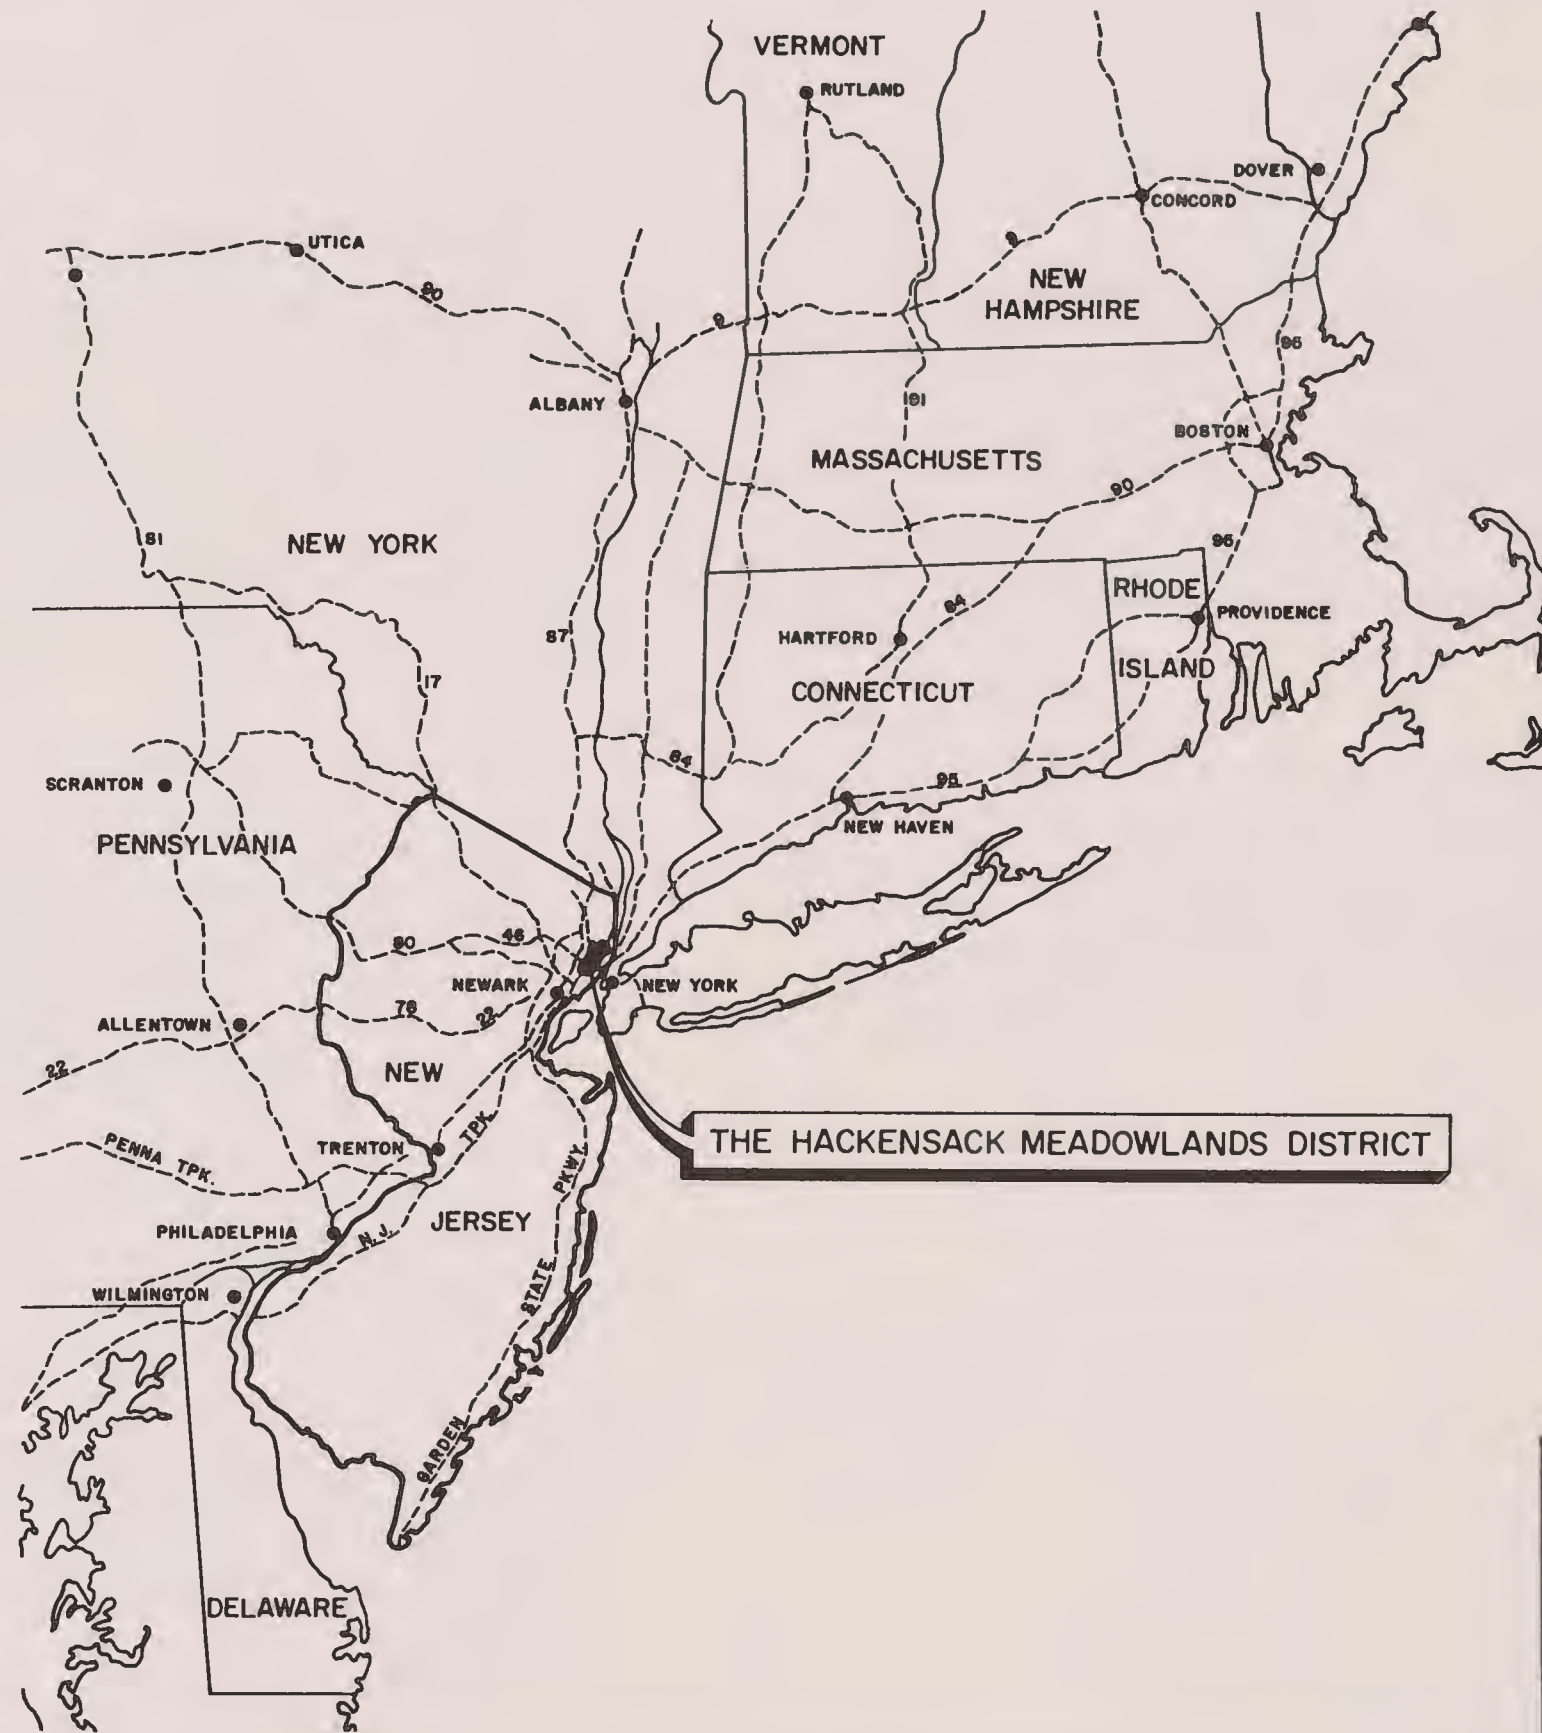 VERMONT
RUTLAND
DOVER
CONCORD
UTICA
90
9
NEW
HAMPSHIRE
9
95
ALBANY
91
BOSTON
MASSACHUSETTS
90
81
NEW YORK
95
RHODE
84
PROVIDENCE
87
HARTFORD
ISLAND
17
CONNECTICUT
84
SCRANTON
95
NEW HAVEN
PENNSYLVANIA
46
80
NEWARK
NEW YORK
78
22
ALLENTOWN
22
NEW
TPK.
THE HACKENSACK MEADOWLANDS DISTRICT
PENNA TPK.
TRENTON
PKWY
JERSEY
PHILADELPHIA
N.J.
STATE
WILMINGTON
GARDEN
DELAWARE